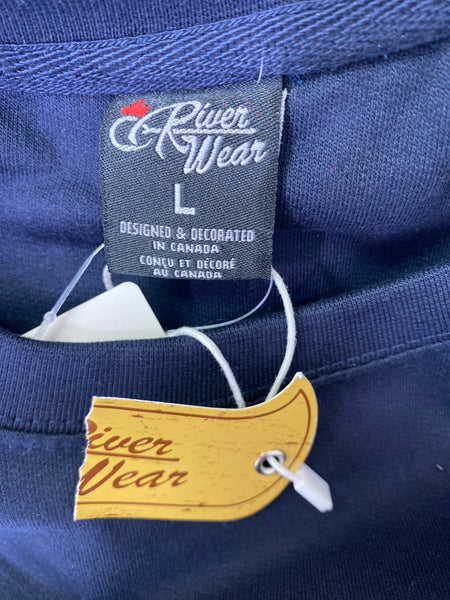 River
Wear
L
DESIGNED & DECORATED
IN CANADA
CONÇU ET DÉCORÉ
AU CANADA
River
Wear